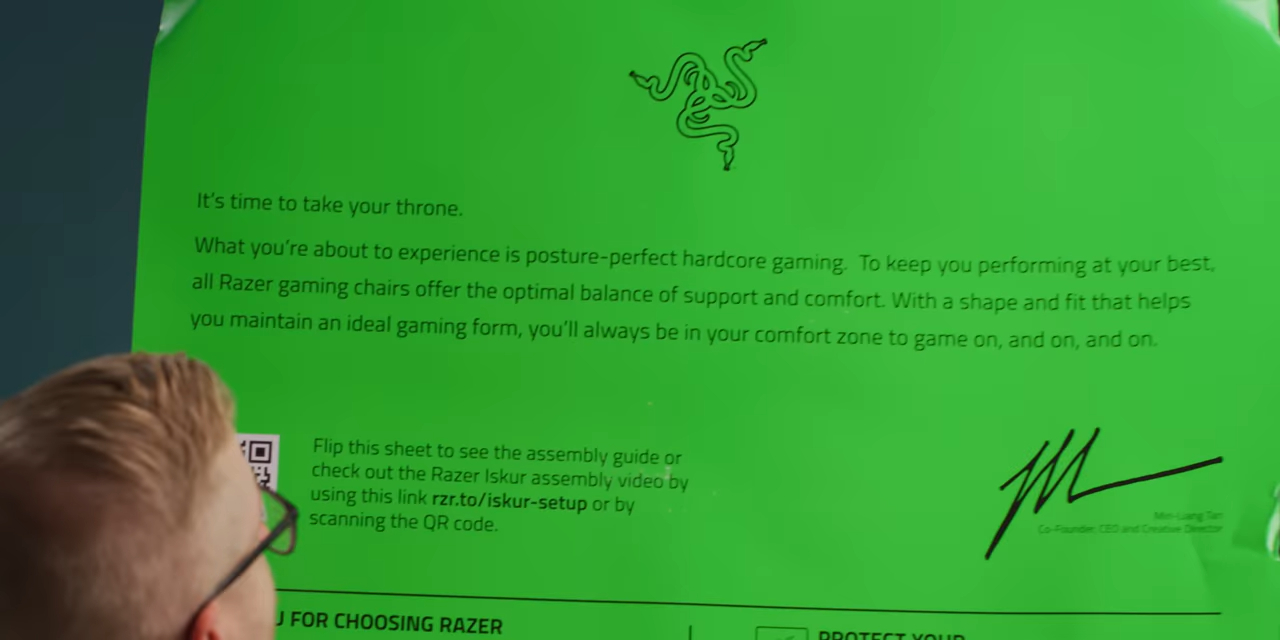 It's time to take your throne.
What you're about to experience is posture-perfect hardcore gaming. To keep you performing at your best,
all Razer gaming chairs offer the optimal balance of support and comfort. With a shape and fit that helps
you maintain an ideal gaming form, you'll always be in your comfort zone to game on, and on, and on.
Flip this sheet to see the assembly guide or
check out the Razer Iskur assembly video by
using this link rzr.to/iskur-setup or by
scanning the QR code.
Min-Liang Tan
Co-Founder, CEO and Creative Director
FOR CHOOSING RAZER
PROTECT YOUR